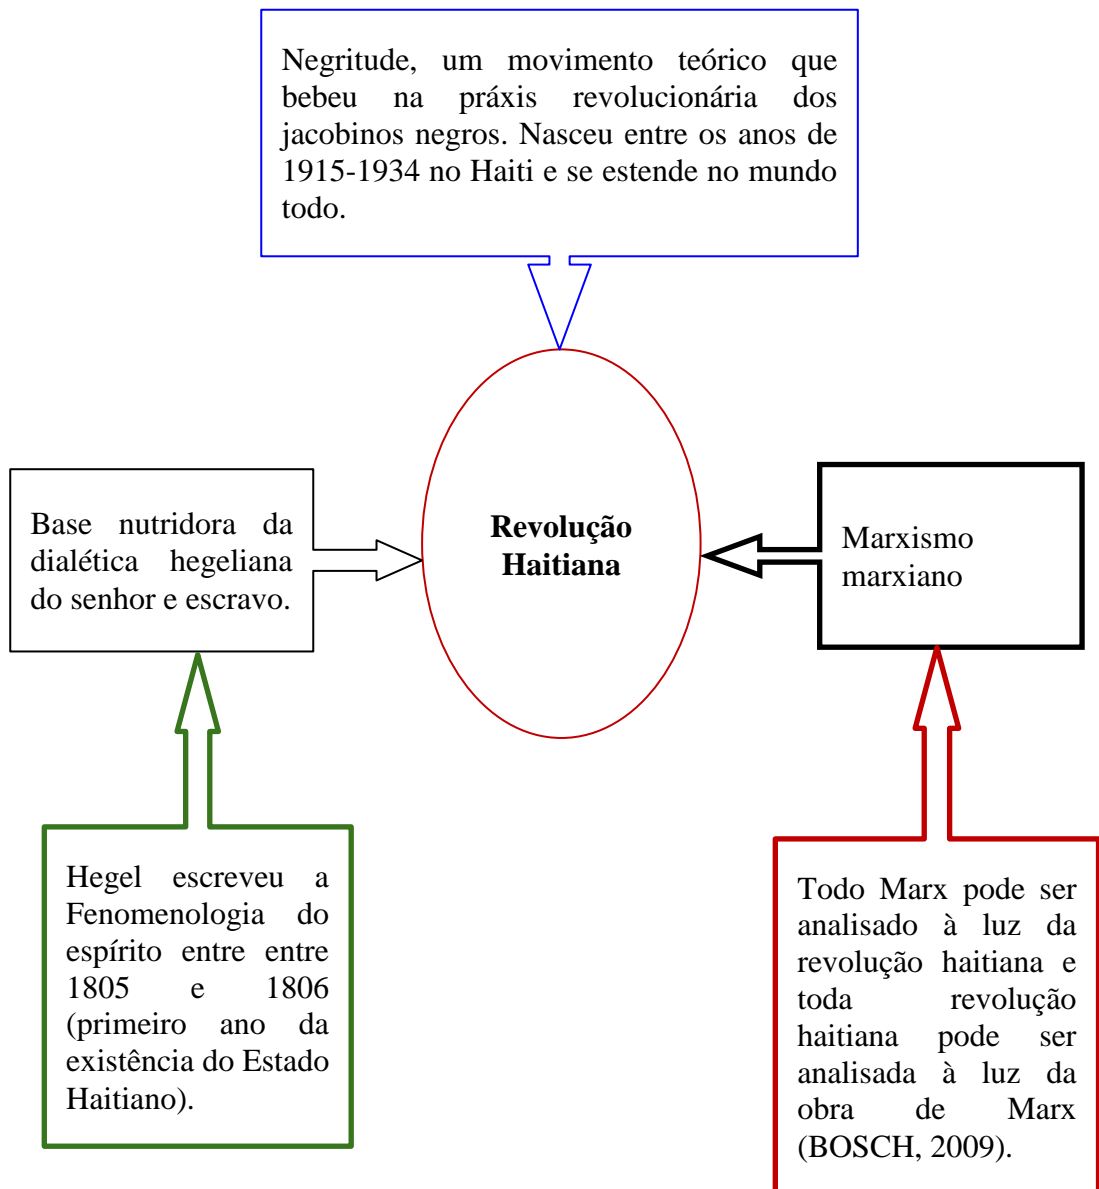 Negritude, um movimento teórico que
bebeu na práxis revolucionária dos
jacobinos negros. Nasceu entre os anos de
1915-1934 no Haiti e se estende no mundo
todo.
Base nutridora da
dialética hegeliana
do senhor e escravo.
Revolução
Haitiana
Marxismo
marxiano
Hegel escreveu a
Fenomenologia do
espírito entre entre
1805 e 1806
(primeiro ano da
existência do Estado
Haitiano).
Todo Marx pode ser
analisado à luz da
revolução haitiana e
toda revolução
haitiana pode ser
analisada à luz da
obra de Marx
(BOSCH, 2009).